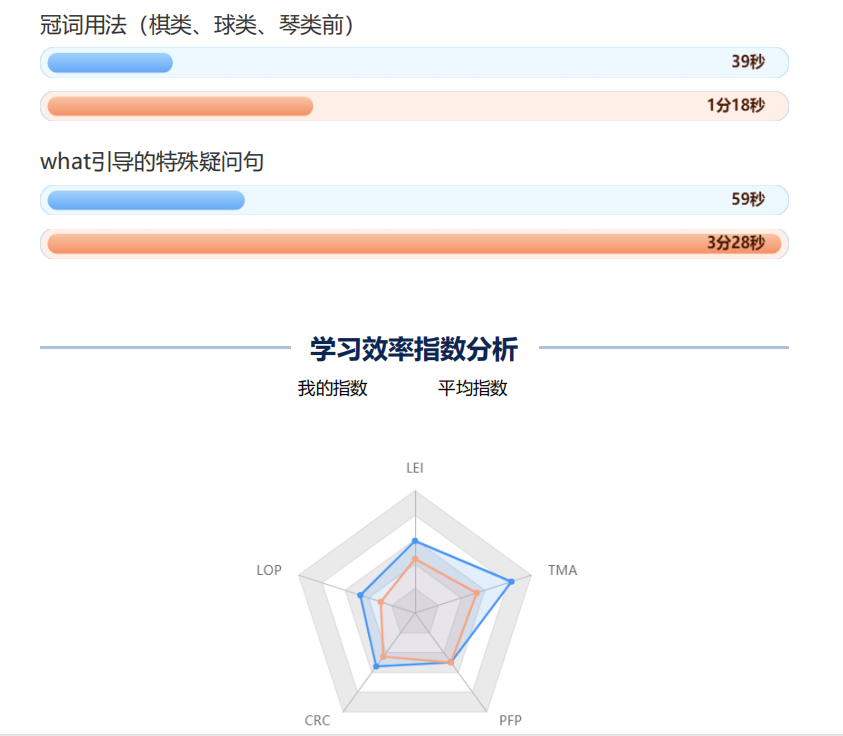 冠词用法（棋类、球类、琴类前）
39秒
1分18秒
what引导的特殊疑问句
59秒
3分28秒
学习效率指数分析
我的指数 平均指数
LEI
LOP TMA
CRC PFP